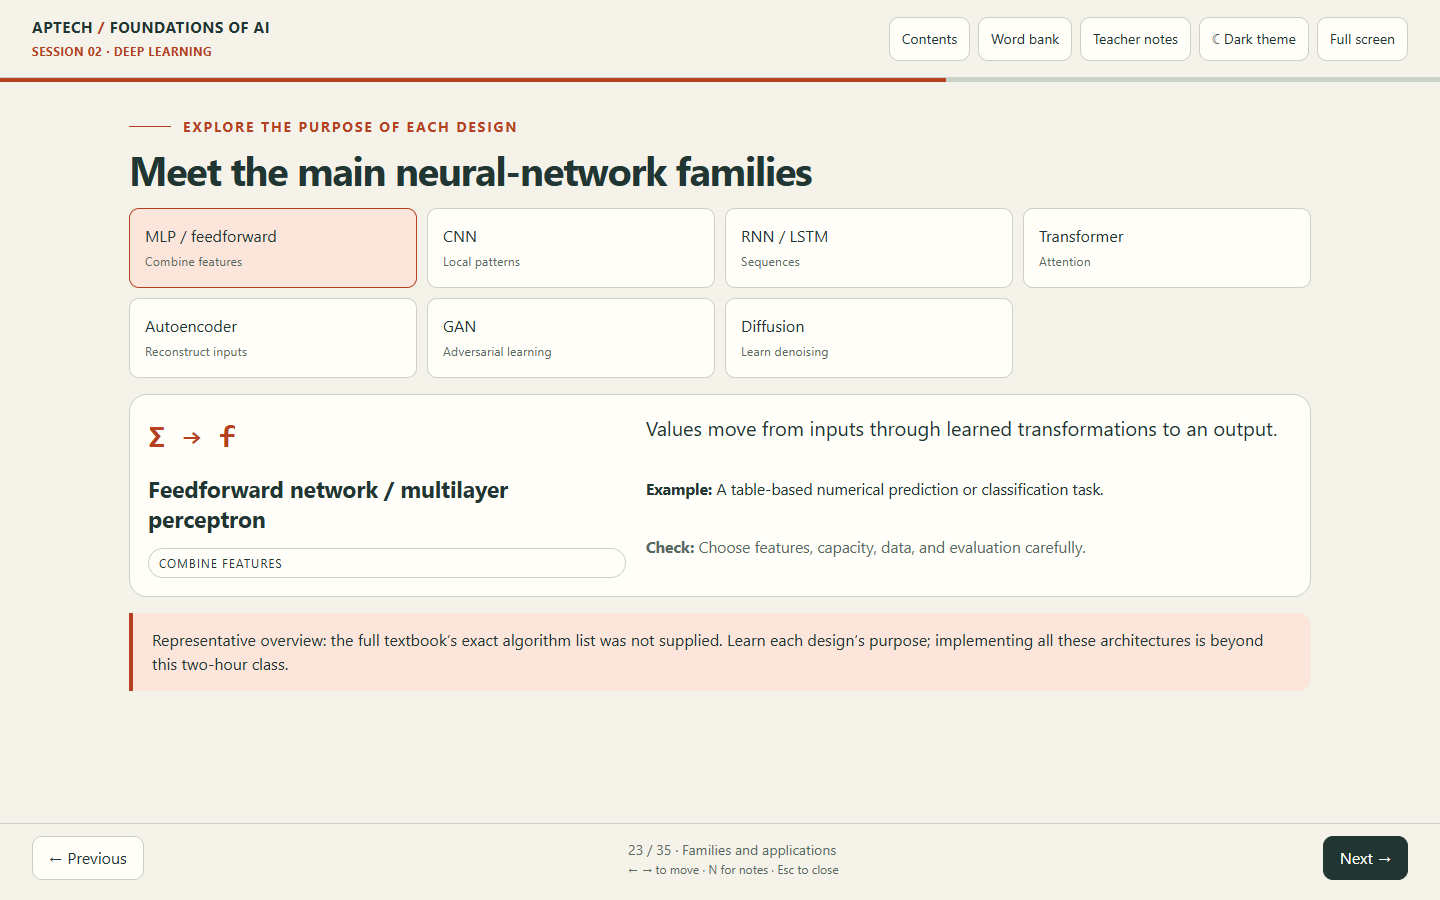 APTECH / FOUNDATIONS OF AI
SESSION 02 · DEEP LEARNING
Contents
Word bank
Teacher notes
☾ Dark theme
Full screen
EXPLORE THE PURPOSE OF EACH DESIGN
Meet the main neural-network families
MLP / feedforward
Combine features
CNN
Local patterns
RNN / LSTM
Sequences
Transformer
Attention
Autoencoder
Reconstruct inputs
GAN
Adversarial learning
Diffusion
Learn denoising
Σ → f
Feedforward network / multilayer
perceptron
COMBINE FEATURES
Values move from inputs through learned transformations to an output.
Example: A table-based numerical prediction or classification task.
Check: Choose features, capacity, data, and evaluation carefully.
Representative overview: the full textbook's exact algorithm list was not supplied. Learn each design's purpose; implementing all these architectures is beyond
this two-hour class.
← Previous
23 / 35 · Families and applications
← → to move · N for notes · Esc to close
Next →